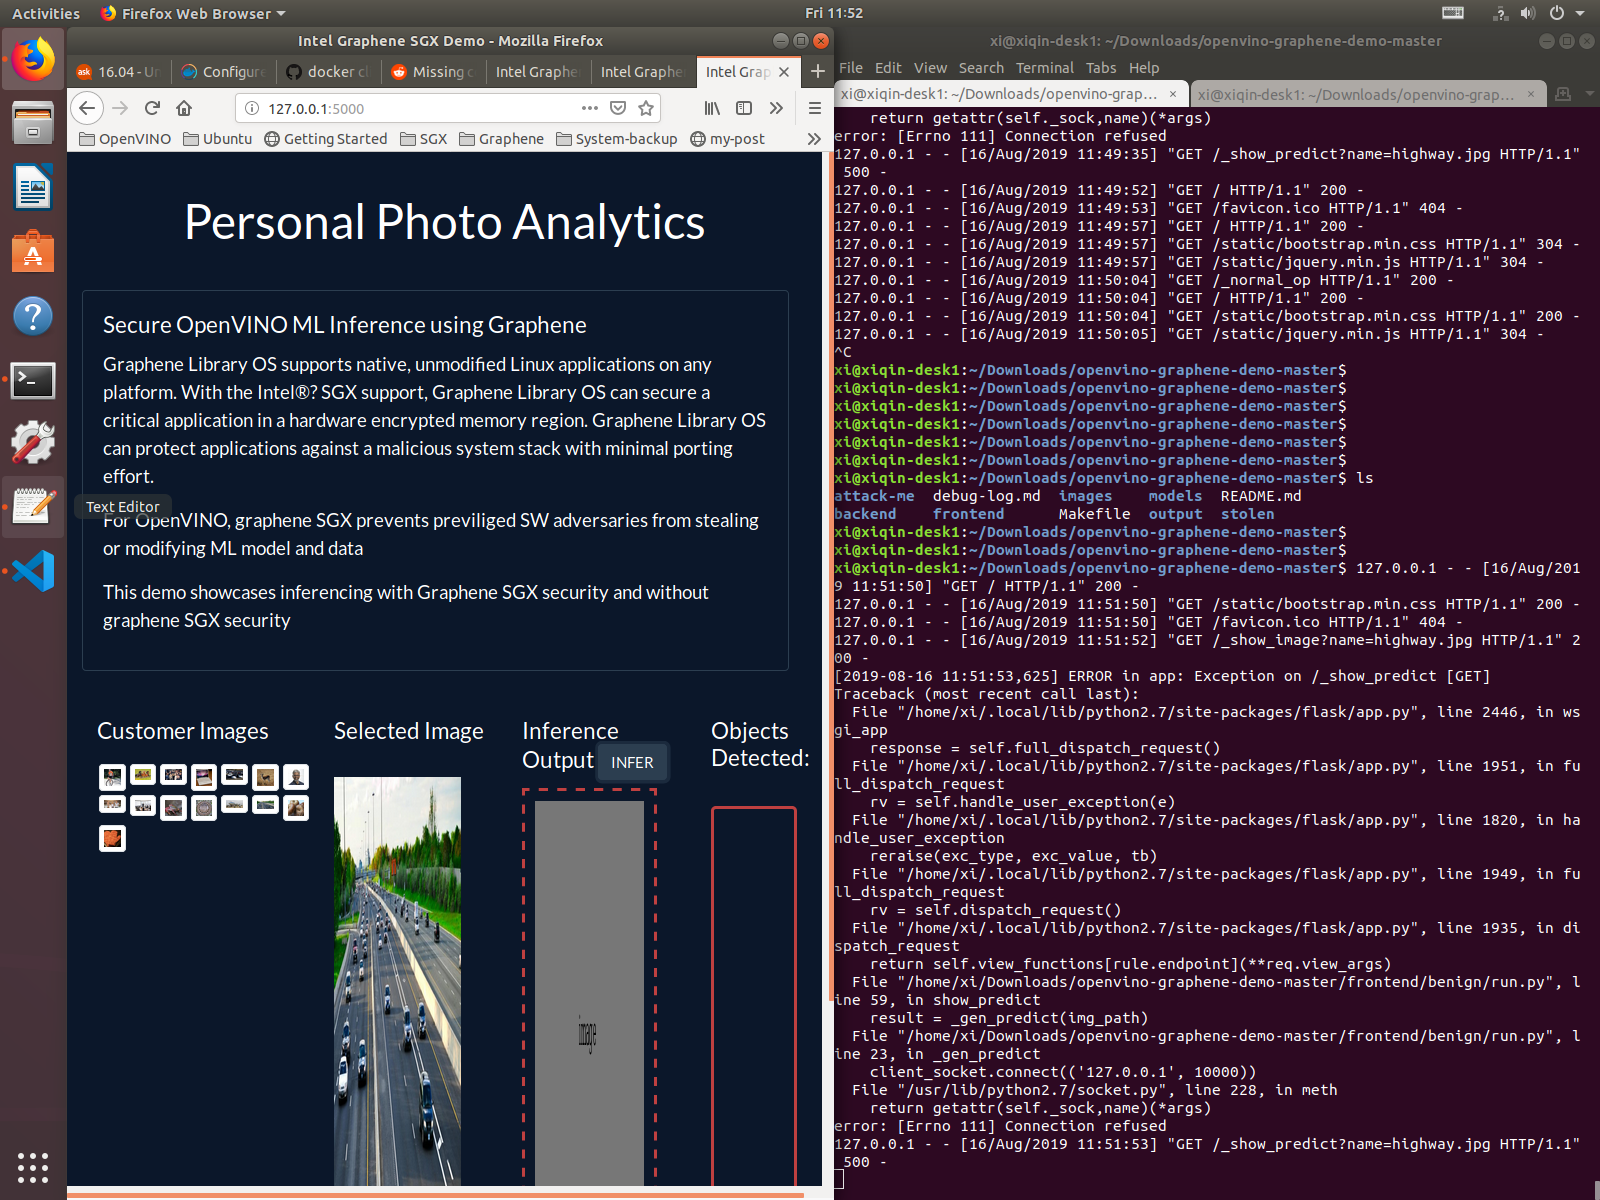 Activities
Firefox Web Browser
Fri 11:52
Intel Graphene SGX Demo - Mozilla Firefox
ask
16.04 - Un
Configure
docker cl
Missing c
Intel Graphe
Intel Graphe
Intel Grap
127.0.0.1:5000
OpenVINO
Ubuntu
Getting Started
SGX
Graphene
System-backup
my-post
Personal Photo Analytics
Secure OpenVINO ML Inference using Graphene
Graphene Library OS supports native, unmodified Linux applications on any
platform. With the Intel®? SGX support, Graphene Library OS can secure a
critical application in a hardware encrypted memory region. Graphene Library OS
can protect applications against a malicious system stack with minimal porting
effort.
Text Editor
For OpenVINO, graphene SGX prevents previliged SW adversaries from stealing
or modifying ML model and data
This demo showcases inferencing with Graphene SGX security and without
graphene SGX security
Customer Images
Selected Image
Inference
Output
INFER
Objects
Detected:
image
xi@xiqin-desk1: ~/Downloads/openvino-graphene-demo-master
File Edit View Search Terminal Tabs Help
xi@xiqin-desk1: ~/Downloads/openvino-grap...
xi@xiqin-desk1: ~/Downloads/openvino-grap...
return getattr(self._sock,name)(*args)
error: [Errno 111] Connection refused
127.0.0.1 - - [16/Aug/2019 11:49:35] "GET /_show_predict?name=highway.jpg HTTP/1.1"
500 -
127.0.0.1 - - [16/Aug/2019 11:49:52] "GET / HTTP/1.1" 200 -
127.0.0.1 - - [16/Aug/2019 11:49:53] "GET /favicon.ico HTTP/1.1" 404 -
127.0.0.1 - - [16/Aug/2019 11:49:57] "GET / HTTP/1.1" 200 -
127.0.0.1 - - [16/Aug/2019 11:49:57] "GET /static/bootstrap.min.css HTTP/1.1" 304 -
127.0.0.1 - - [16/Aug/2019 11:49:57] "GET /static/jquery.min.js HTTP/1.1" 304 -
127.0.0.1 - - [16/Aug/2019 11:50:04] "GET /_normal_op HTTP/1.1" 200 -
127.0.0.1 - - [16/Aug/2019 11:50:04] "GET / HTTP/1.1" 200 -
127.0.0.1 - - [16/Aug/2019 11:50:04] "GET /static/bootstrap.min.css HTTP/1.1" 200 -
127.0.0.1 - - [16/Aug/2019 11:50:05] "GET /static/jquery.min.js HTTP/1.1" 304 -
^C
xi@xiqin-desk1:~/Downloads/openvino-graphene-demo-master$
xi@xiqin-desk1:~/Downloads/openvino-graphene-demo-master$
xi@xiqin-desk1:~/Downloads/openvino-graphene-demo-master$
xi@xiqin-desk1:~/Downloads/openvino-graphene-demo-master$
xi@xiqin-desk1:~/Downloads/openvino-graphene-demo-master$
xi@xiqin-desk1:~/Downloads/openvino-graphene-demo-master$
xi@xiqin-desk1:~/Downloads/openvino-graphene-demo-master$ ls
attack-me debug-log.md images models README.md
backend frontend Makefile output stolen
xi@xiqin-desk1:~/Downloads/openvino-graphene-demo-master$
xi@xiqin-desk1:~/Downloads/openvino-graphene-demo-master$
xi@xiqin-desk1:~/Downloads/openvino-graphene-demo-master$ 127.0.0.1 - - [16/Aug/201
9 11:51:50] "GET / HTTP/1.1" 200 -
127.0.0.1 - - [16/Aug/2019 11:51:50] "GET /static/bootstrap.min.css HTTP/1.1" 200 -
127.0.0.1 - - [16/Aug/2019 11:51:50] "GET /favicon.ico HTTP/1.1" 404 -
127.0.0.1 - - [16/Aug/2019 11:51:52] "GET /_show_image?name=highway.jpg HTTP/1.1" 2
00 -
[2019-08-16 11:51:53,625] ERROR in app: Exception on /_show_predict [GET]
Traceback (most recent call last):
File "/home/xi/.local/lib/python2.7/site-packages/flask/app.py", line 2446, in ws
gi_app
response = self.full_dispatch_request()
File "/home/xi/.local/lib/python2.7/site-packages/flask/app.py", line 1951, in fu
ll_dispatch_request
rv = self.handle_user_exception(e)
File "/home/xi/.local/lib/python2.7/site-packages/flask/app.py", line 1820, in ha
ndle_user_exception
reraise(exc_type, exc_value, tb)
File "/home/xi/.local/lib/python2.7/site-packages/flask/app.py", line 1949, in fu
ll_dispatch_request
rv = self.dispatch_request()
File "/home/xi/.local/lib/python2.7/site-packages/flask/app.py", line 1935, in di
spatch_request
return self.view_functions[rule.endpoint](**req.view_args)
File "/home/xi/Downloads/openvino-graphene-demo-master/frontend/benign/run.py", l
ine 59, in show_predict
result = _gen_predict(img_path)
File "/home/xi/Downloads/openvino-graphene-demo-master/frontend/benign/run.py", l
ine 23, in _gen_predict
client_socket.connect(('127.0.0.1', 10000))
File "/usr/lib/python2.7/socket.py", line 228, in meth
return getattr(self._sock,name)(*args)
error: [Errno 111] Connection refused
127.0.0.1 - - [16/Aug/2019 11:51:53] "GET /_show_predict?name=highway.jpg HTTP/1.1"
500 -